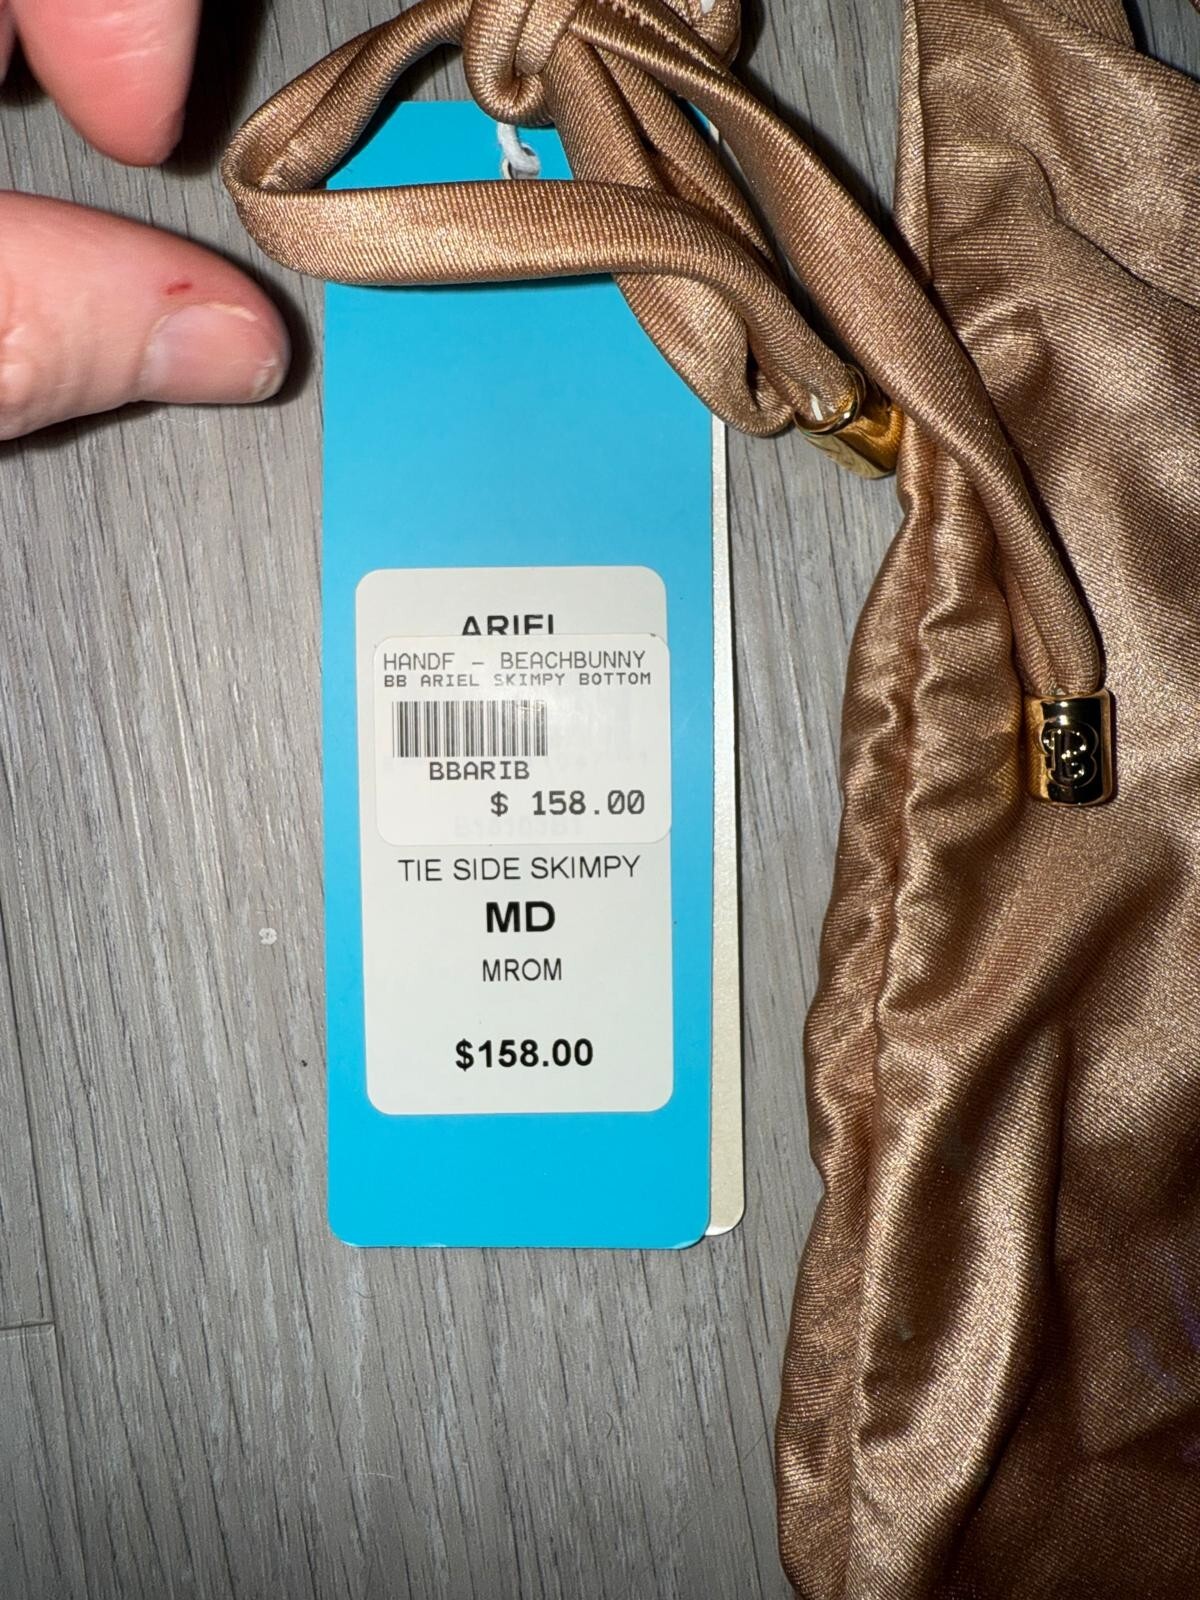 ARIEL
HANDF - BEACHBUNNY
BB ARIEL SKIMPY BOTTOM
BBARIB
$ 158.00
TIE SIDE SKIMPY
MD
MROM
$158.00